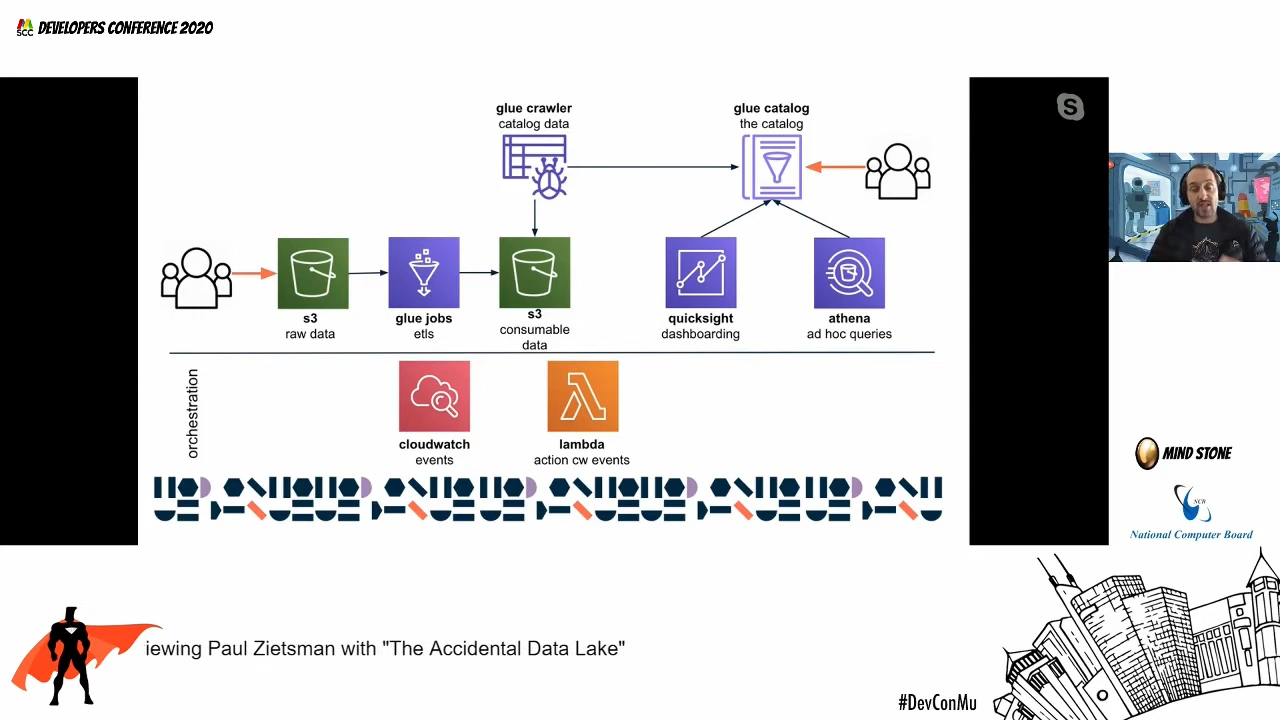 SCC DEVELOPERS CONFERENCE 2020
S
glue crawler
catalog data
glue catalog
the catalog
s3
raw data
glue jobs
etls
s3
consumable
data
quicksight
dashboarding
athena
ad hoc queries
orchestration
cloudwatch
events
lambda
action cw events
MIND STONE
NCB
National Computer Board
iewing Paul Zietsman with "The Accidental Data Lake"
#DevConMu